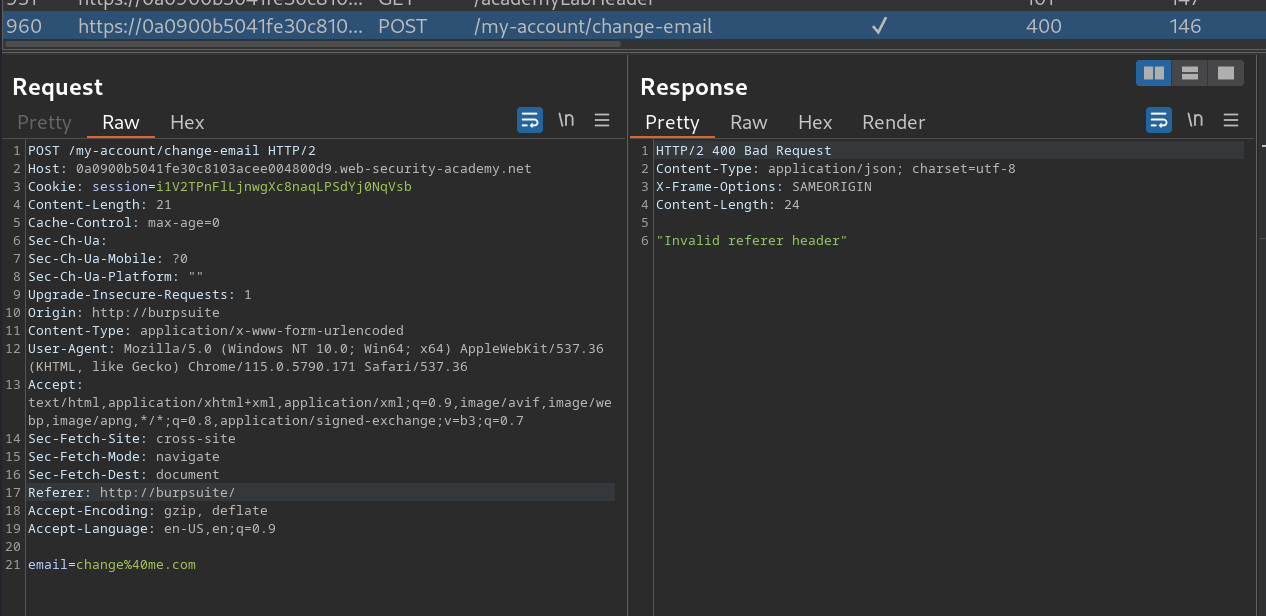 951 https://0a0900b5041fe30c810... GET /academyLabHeader 101 147
960 https://0a0900b5041fe30c810... POST /my-account/change-email ✓ 400 146
Request
Pretty Raw Hex \n
1 POST /my-account/change-email HTTP/2
2 Host: 0a0900b5041fe30c8103acee004800d9.web-security-academy.net
3 Cookie: session=i1V2TPnFlLjnwgXc8naqLPSdYj0NqVsb
4 Content-Length: 21
5 Cache-Control: max-age=0
6 Sec-Ch-Ua:
7 Sec-Ch-Ua-Mobile: ?0
8 Sec-Ch-Ua-Platform: ""
9 Upgrade-Insecure-Requests: 1
10 Origin: http://burpsuite
11 Content-Type: application/x-www-form-urlencoded
12 User-Agent: Mozilla/5.0 (Windows NT 10.0; Win64; x64) AppleWebKit/537.36
(KHTML, like Gecko) Chrome/115.0.5790.171 Safari/537.36
13 Accept:
text/html,application/xhtml+xml,application/xml;q=0.9,image/avif,image/we
bp,image/apng,*/*;q=0.8,application/signed-exchange;v=b3;q=0.7
14 Sec-Fetch-Site: cross-site
15 Sec-Fetch-Mode: navigate
16 Sec-Fetch-Dest: document
17 Referer: http://burpsuite/
18 Accept-Encoding: gzip, deflate
19 Accept-Language: en-US,en;q=0.9
20
21 email=change%40me.com
Response
Pretty Raw Hex Render \n
1 HTTP/2 400 Bad Request
2 Content-Type: application/json; charset=utf-8
3 X-Frame-Options: SAMEORIGIN
4 Content-Length: 24
5
6 "Invalid referer header"